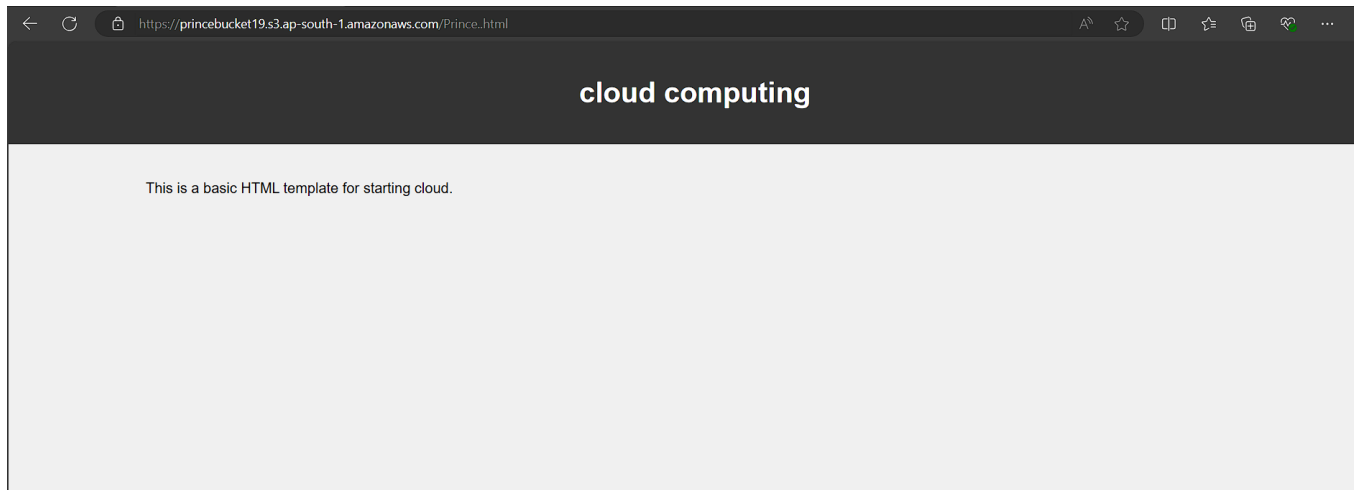 https://princebucket19.s3.ap-south-1.amazonaws.com/Prince..html
cloud computing
This is a basic HTML template for starting cloud.